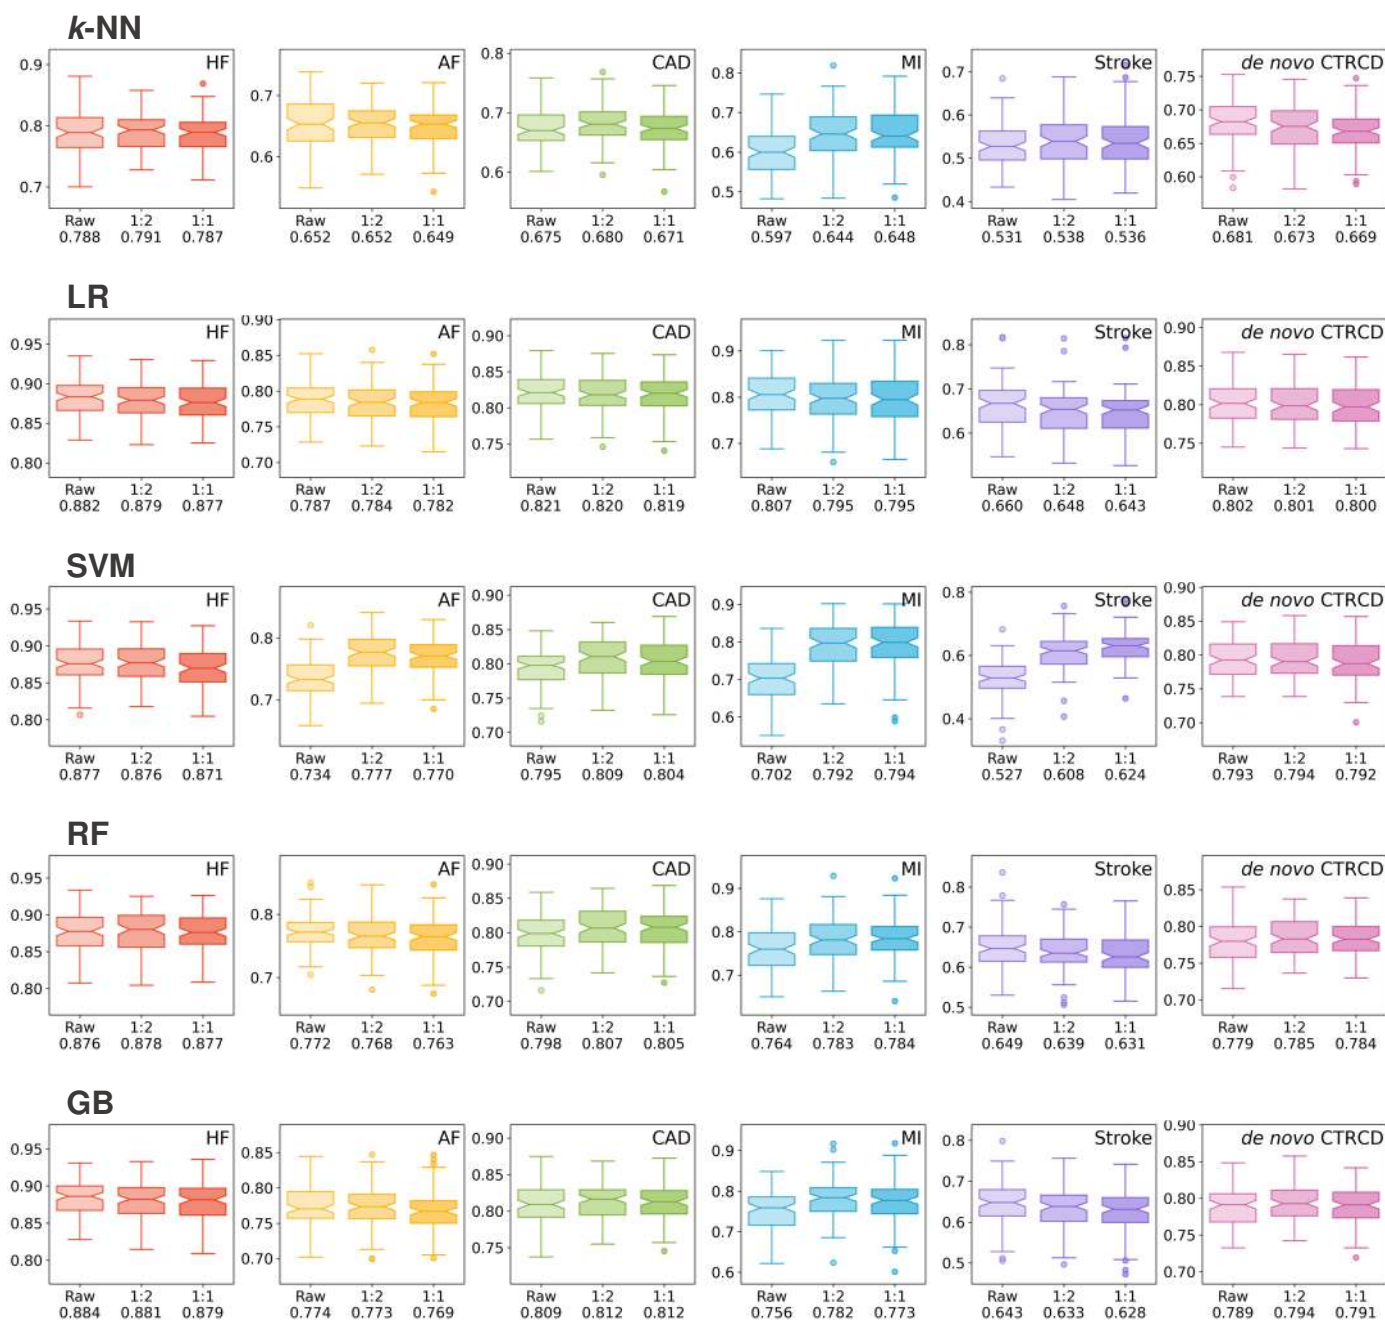 k-NN
HF AF CAD MI Stroke de novo CTRCD
0.9 0.8 0.7
0.7 0.6
0.8 0.7 0.6
0.8 0.7 0.6 0.5
0.7 0.6 0.5 0.4
0.75 0.70 0.65 0.60
Raw 1:2 1:1 Raw 1:2 1:1 Raw 1:2 1:1 Raw 1:2 1:1 Raw 1:2 1:1 Raw 1:2 1:1
0.788 0.791 0.787 0.652 0.652 0.649 0.675 0.680 0.671 0.597 0.644 0.648 0.531 0.538 0.536 0.681 0.673 0.669
LR
HF AF CAD MI Stroke de novo CTRCD
0.95 0.90 0.85 0.80
0.90 0.85 0.80 0.75 0.70
0.90 0.85 0.80 0.75
0.9 0.8 0.7
0.8 0.7 0.6
0.90 0.85 0.80 0.75
Raw 1:2 1:1 Raw 1:2 1:1 Raw 1:2 1:1 Raw 1:2 1:1 Raw 1:2 1:1 Raw 1:2 1:1
0.882 0.879 0.877 0.787 0.784 0.782 0.821 0.820 0.819 0.807 0.795 0.795 0.660 0.648 0.643 0.802 0.801 0.800
SVM
HF AF CAD MI Stroke de novo CTRCD
0.95 0.90 0.85 0.80
0.8 0.7
0.90 0.85 0.80 0.75 0.70
0.9 0.8 0.7 0.6
0.8 0.6 0.4
0.90 0.85 0.80 0.75 0.70
Raw 1:2 1:1 Raw 1:2 1:1 Raw 1:2 1:1 Raw 1:2 1:1 Raw 1:2 1:1 Raw 1:2 1:1
0.877 0.876 0.871 0.734 0.777 0.770 0.795 0.809 0.804 0.702 0.792 0.794 0.527 0.608 0.624 0.793 0.794 0.792
RF
HF AF CAD MI Stroke de novo CTRCD
0.95 0.90 0.85 0.80
0.8 0.7
0.90 0.85 0.80 0.75 0.70
0.9 0.8 0.7
0.8 0.7 0.6 0.5
0.85 0.80 0.75 0.70
Raw 1:2 1:1 Raw 1:2 1:1 Raw 1:2 1:1 Raw 1:2 1:1 Raw 1:2 1:1 Raw 1:2 1:1
0.876 0.878 0.877 0.772 0.768 0.763 0.798 0.807 0.805 0.764 0.783 0.784 0.649 0.639 0.631 0.779 0.785 0.784
GB
HF AF CAD MI Stroke de novo CTRCD
0.95 0.90 0.85 0.80
0.85 0.80 0.75 0.70
0.90 0.85 0.80 0.75
0.9 0.8 0.7 0.6
0.8 0.7 0.6 0.5
0.90 0.85 0.80 0.75 0.70
Raw 1:2 1:1 Raw 1:2 1:1 Raw 1:2 1:1 Raw 1:2 1:1 Raw 1:2 1:1 Raw 1:2 1:1
0.884 0.881 0.879 0.774 0.773 0.769 0.809 0.812 0.812 0.756 0.782 0.773 0.643 0.633 0.628 0.789 0.794 0.791